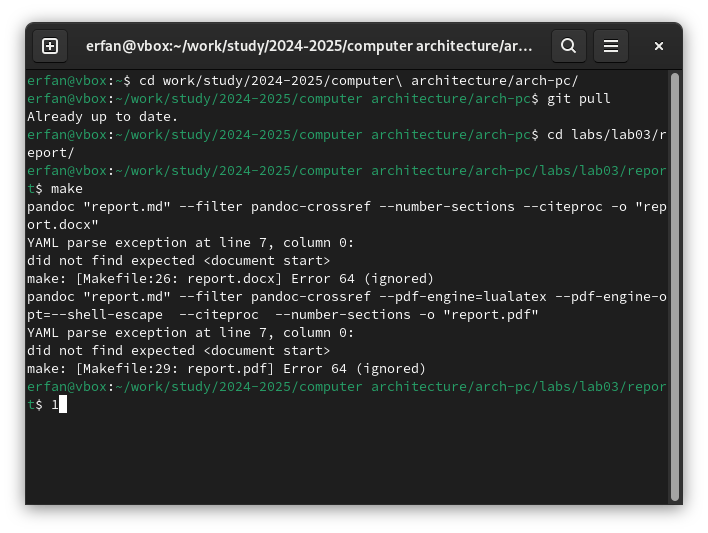 erfan@vbox:~/work/study/2024-2025/computer architecture/ar...
erfan@vbox:~$ cd work/study/2024-2025/computer\ architecture/arch-pc/
erfan@vbox:~/work/study/2024-2025/computer architecture/arch-pc$ git pull
Already up to date.
erfan@vbox:~/work/study/2024-2025/computer architecture/arch-pc$ cd labs/lab03/r
eport/
erfan@vbox:~/work/study/2024-2025/computer architecture/arch-pc/labs/lab03/repor
t$ make
pandoc "report.md" --filter pandoc-crossref --number-sections --citeproc -o "rep
ort.docx"
YAML parse exception at line 7, column 0:
did not find expected <document start>
make: [Makefile:26: report.docx] Error 64 (ignored)
pandoc "report.md" --filter pandoc-crossref --pdf-engine=lualatex --pdf-engine-o
pt=--shell-escape  --citeproc  --number-sections -o "report.pdf"
YAML parse exception at line 7, column 0:
did not find expected <document start>
make: [Makefile:29: report.pdf] Error 64 (ignored)
erfan@vbox:~/work/study/2024-2025/computer architecture/arch-pc/labs/lab03/repor
t$ 1